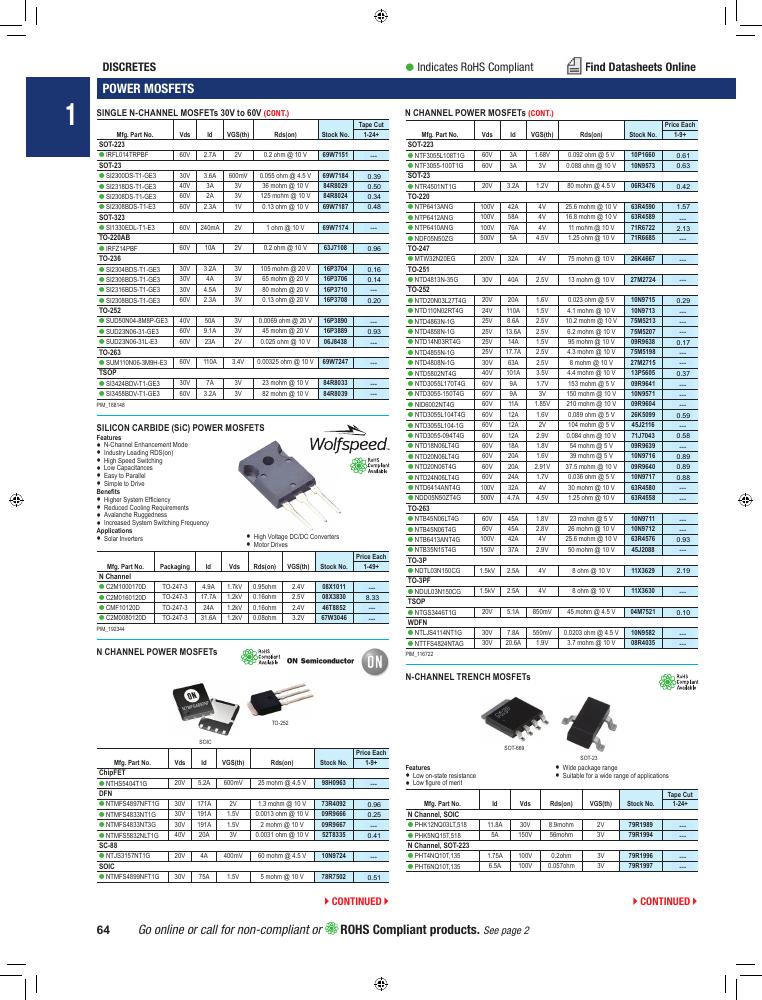 DISCRETES
● Indicates RoHS Compliant
Find Datasheets Online
1
POWER MOSFETS
SINGLE N-CHANNEL MOSFETs 30V to 60V (CONT.)
Tape Cut
Mfg. Part No. Vds Id VGS(th) Rds(on) Stock No. 1-24+
SOT-223
● IRFL014TRPBF 60V 2.7A 2V 0.2 ohm @ 10 V 69W7151 ---
SOT-23
● SI2300DS-T1-GE3 30V 3.6A 600mV 0.055 ohm @ 4.5 V 69W7184 0.39
● SI2318DS-T1-GE3 40V 3A 3V 36 mohm @ 10 V 84R8029 0.50
● SI2308DS-T1-GE3 60V 2A 3V 125 mohm @ 10 V 84R8024 0.34
● SI2308BDS-T1-E3 60V 2.3A 1V 0.13 ohm @ 10 V 69W7187 0.48
SOT-323
● SI1330EDL-T1-E3 60V 240mA 2V 1 ohm @ 10 V 69W7174 ---
TO-220AB
● IRFZ14PBF 60V 10A 2V 0.2 ohm @ 10 V 63J7108 0.96
TO-236
● SI2304BDS-T1-GE3 30V 3.2A 3V 105 mohm @ 20 V 16P3704 0.16
● SI2306BDS-T1-GE3 30V 4A 3V 65 mohm @ 20 V 16P3706 0.14
● SI2316BDS-T1-GE3 30V 4.5A 3V 80 mohm @ 20 V 16P3710 ---
● SI2308BDS-T1-GE3 60V 2.3A 3V 0.13 ohm @ 20 V 16P3708 0.20
TO-252
● SUD50N04-8M8P-GE3 40V 50A 3V 0.0069 ohm @ 20 V 16P3890 ---
● SUD23N06-31-GE3 60V 9.1A 3V 45 mohm @ 20 V 16P3889 0.93
● SUD23N06-31L-E3 60V 23A 2V 0.025 ohm @ 10 V 06J8438 ---
TO-263
● SUM110N06-3M9H-E3 60V 110A 3.4V 0.00325 ohm @ 10 V 69W7247 ---
TSOP
● SI3424BDV-T1-GE3 30V 7A 3V 23 mohm @ 10 V 84R8033 ---
● SI3458BDV-T1-GE3 60V 3.2A 3V 82 mohm @ 10 V 84R8039 ---
PIM_168148
SILICON CARBIDE (SiC) POWER MOSFETS
Features
● N-Channel Enhancement Mode
● Industry Leading RDS(on)
● High Speed Switching
● Low Capacitances
● Easy to Parallel
● Simple to Drive
Benefits
● Higher System Efficiency
● Reduced Cooling Requirements
● Avalanche Ruggedness
● Increased System Switching Frequency
Applications
● Solar Inverters
Wolfspeed
RoHS
Compliant
Available
● High Voltage DC/DC Converters
● Motor Drives
Price Each
Mfg. Part No. Packaging Id Vds Rds(on) VGS(th) Stock No. 1-49+
N Channel
● C2M1000170D TO-247-3 4.9A 1.7kV 0.95ohm 2.4V 08X1011 ---
● C2M0160120D TO-247-3 17.7A 1.2kV 0.16ohm 2.5V 08X3830 8.33
● CMF10120D TO-247-3 24A 1.2kV 0.16ohm 2.4V 46T8852 ---
● C2M0080120D TO-247-3 31.6A 1.2kV 0.08ohm 3.2V 67W3046 ---
PIM_192344
N CHANNEL POWER MOSFETs
RoHS
Compliant
Available
ON Semiconductor
ON
ON
TO-252
SOIC
Price Each
Mfg. Part No. Vds Id VGS(th) Rds(on) Stock No. 1-9+
ChipFET
● NTHS5404T1G 20V 5.2A 600mV 25 mohm @ 4.5 V 98H0963 ---
DFN
● NTMFS4897NFT1G 30V 171A 2V 1.3 mohm @ 10 V 73R4092 0.96
● NTMFS4833NT1G 30V 191A 1.5V 0.0013 ohm @ 10 V 09R9666 0.25
● NTMFS4833NT3G 30V 191A 1.5V 2 mohm @ 10 V 09R9667 ---
● NTMFS5832NLT1G 40V 20A 3V 0.0031 ohm @ 10 V 52T8335 0.41
SC-88
● NTJS3157NT1G 20V 4A 400mV 60 mohm @ 4.5 V 10N9724 ---
SOIC
● NTMFS4899NFT1G 30V 75A 1.5V 5 mohm @ 10 V 78R7502 0.51
CONTINUED
N CHANNEL POWER MOSFETs (CONT.)
Price Each
Mfg. Part No. Vds Id VGS(th) Rds(on) Stock No. 1-9+
SOT-223
● NTF3055L108T1G 60V 3A 1.68V 0.092 ohm @ 5 V 10P1660 0.61
● NTF3055-100T1G 60V 3A 3V 0.088 ohm @ 10 V 10N9573 0.63
SOT-23
● NTR4501NT1G 20V 3.2A 1.2V 80 mohm @ 4.5 V 06R3476 0.42
TO-220
● NTP6413ANG 100V 42A 4V 25.6 mohm @ 10 V 63R4590 1.57
● NTP6412ANG 100V 58A 4V 16.8 mohm @ 10 V 63R4589 ---
● NTP6410ANG 100V 76A 4V 11 mohm @ 10 V 71R6722 2.13
● NDF05N50ZG 500V 5A 4.5V 1.25 ohm @ 10 V 71R6685 ---
TO-247
● MTW32N20EG 200V 32A 4V 75 mohm @ 10 V 26K4667 ---
TO-251
● NTD4813N-35G 30V 40A 2.5V 13 mohm @ 10 V 27M2724 ---
TO-252
● NTD20N03L27T4G 20V 20A 1.6V 0.023 ohm @ 5 V 10N9715 0.29
● NTD110N02RT4G 24V 110A 1.5V 4.1 mohm @ 10 V 10N9713 ---
● NTD4863N-1G 25V 8.6A 2.5V 10.2 mohm @ 10 V 75M5213 ---
● NTD4858N-1G 25V 13.6A 2.5V 6.2 mohm @ 10 V 75M5207 ---
● NTD14N03RT4G 25V 14A 1.5V 95 mohm @ 10 V 09R9638 0.17
● NTD4855N-1G 25V 17.7A 2.5V 4.3 mohm @ 10 V 75M5198 ---
● NTD4808N-1G 30V 63A 2.5V 8 mohm @ 10 V 27M2715 ---
● NTD5802NT4G 40V 101A 3.5V 4.4 mohm @ 10 V 13P5605 0.37
● NTD3055L170T4G 60V 9A 1.7V 153 mohm @ 5 V 09R9641 ---
● NTD3055-150T4G 60V 9A 3V 150 mohm @ 10 V 10N9571 ---
● NID6002NT4G 60V 11A 1.85V 210 mohm @ 10 V 09R9604 ---
● NTD3055L104T4G 60V 12A 1.6V 0.089 ohm @ 5 V 26K5099 0.59
● NTD3055L104-1G 60V 12A 2V 104 mohm @ 5 V 45J2116 ---
● NTD3055-094T4G 60V 12A 2.9V 0.084 ohm @ 10 V 71J7043 0.58
● NTD18N06LT4G 60V 18A 1.8V 54 mohm @ 5 V 09R9639 ---
● NTD20N06LT4G 60V 20A 1.6V 39 mohm @ 5 V 10N9716 0.89
● NTD20N06T4G 60V 20A 2.91V 37.5 mohm @ 10 V 09R9640 0.89
● NTD24N06LT4G 60V 24A 1.7V 0.036 ohm @ 5 V 10N9717 0.88
● NTD6414ANT4G 100V 32A 4V 30 mohm @ 10 V 63R4580 ---
● NDD05N50ZT4G 500V 4.7A 4.5V 1.25 ohm @ 10 V 63R4558 ---
TO-263
● NTB45N06LT4G 60V 45A 1.8V 23 mohm @ 5 V 10N9711 ---
● NTB45N06T4G 60V 45A 2.8V 26 mohm @ 10 V 10N9712 ---
● NTB6413ANT4G 100V 42A 4V 25.6 mohm @ 10 V 63R4576 0.93
● NTB35N15T4G 150V 37A 2.9V 50 mohm @ 10 V 45J2088 ---
TO-3P
● NDTL03N150CG 1.5kV 2.5A 4V 8 ohm @ 10 V 11X3629 2.19
TO-3PF
● NDUL03N150CG 1.5kV 2.5A 4V 8 ohm @ 10 V 11X3630 ---
TSOP
● NTGS3446T1G 20V 5.1A 850mV 45 mohm @ 4.5 V 04M7521 0.10
WDFN
● NTLJS4114NT1G 30V 7.8A 550mV 0.0203 ohm @ 4.5 V 10N9582 ---
● NTTFS4824NTAG 30V 20.6A 1.9V 3.7 mohm @ 10 V 08R4035 ---
PIM_116722
N-CHANNEL TRENCH MOSFETs
RoHS
Compliant
Available
SOT-669
SOT-23
Features
● Low on-state resistance
● Low figure of merit
● Wide package range
● Suitable for a wide range of applications
Tape Cut
Mfg. Part No. Id Vds Rds(on) VGS(th) Stock No. 1-24+
N Channel, SOIC
● PHK12NQ03LT,518 11.8A 30V 8.9mohm 2V 79R1989 ---
● PHK5NQ15T,518 5A 150V 56mohm 3V 79R1994 ---
N Channel, SOT-223
● PHT4NQ10T,135 1.75A 100V 0.2ohm 3V 79R1996 ---
● PHT6NQ10T,135 6.5A 100V 0.057ohm 3V 79R1997 ---
CONTINUED
64 Go online or call for non-compliant or ROHS Compliant products. See page 2